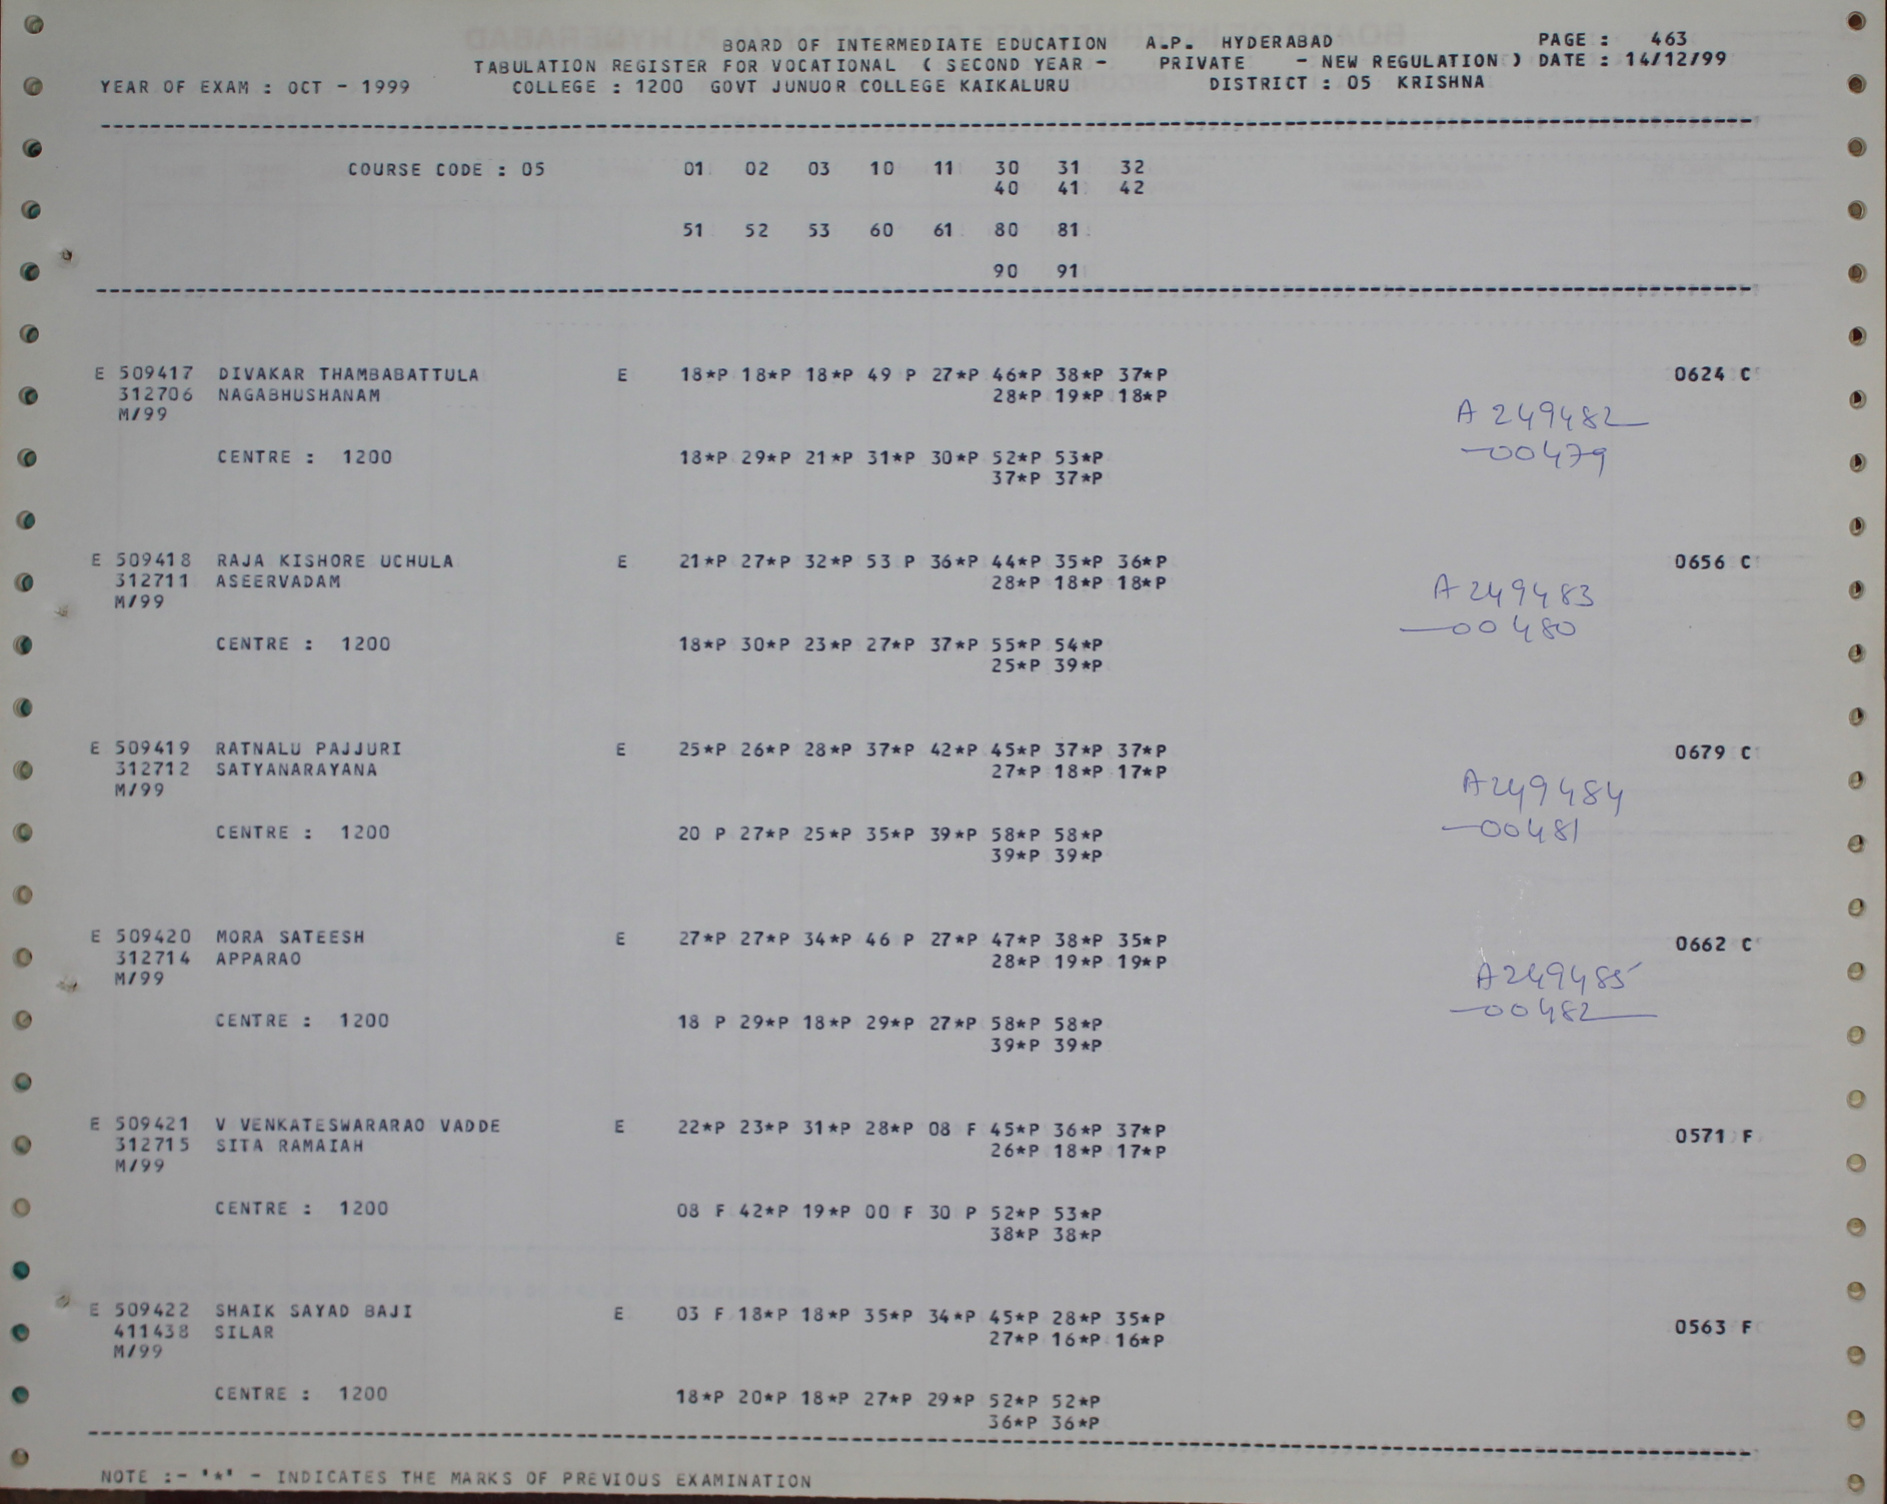 BOARD OF INTERMEDIATE EDUCATION A.P. HYDERABAD PAGE : 463
TABULATION REGISTER FOR VOCATIONAL ( SECOND YEAR - PRIVATE - NEW REGULATION ) DATE : 14/12/99
YEAR OF EXAM : OCT - 1999 COLLEGE : 1200 GOVT JUNUOR COLLEGE KAIKALURU DISTRICT : 05 KRISHNA
COURSE CODE : 05 01 02 03 10 11 30 31 32
40 41 42
51 52 53 60 61 80 81
90 91
E 509417 DIVAKAR THAMBABATTULA E 18*P 18*P 18*P 49 P 27*P 46*P 38*P 37*P 0624 C
312706 NAGABHUSHANAM 28*P 19*P 18*P
M/99 A 249482
CENTRE : 1200 18*P 29*P 21*P 31*P 30*P 52*P 53*P 00479
37*P 37*P
E 509418 RAJA KISHORE UCHULA E 21*P 27*P 32*P 53 P 36*P 44*P 35*P 36*P 0656 C
312711 ASEERVADAM 28*P 18*P 18*P
M/99 A 249483
00480
CENTRE : 1200 18*P 30*P 23*P 27*P 37*P 55*P 54*P
25*P 39*P
E 509419 RATNALU PAJJURI E 25*P 26*P 28*P 37*P 42*P 45*P 37*P 37*P 0679 C
312712 SATYANARAYANA 27*P 18*P 17*P
M/99 A249484
CENTRE : 1200 20 P 27*P 25*P 35*P 39*P 58*P 58*P 00481
39*P 39*P
E 509420 MORA SATEESH E 27*P 27*P 34*P 46 P 27*P 47*P 38*P 35*P 0662 C
312714 APPARAO 28*P 19*P 19*P
M/99 A249485
CENTRE : 1200 18 P 29*P 18*P 29*P 27*P 58*P 58*P 00482
39*P 39*P
E 509421 V VENKATESWARARAO VADDE E 22*P 23*P 31*P 28*P 08 F 45*P 36*P 37*P 0571 F
312715 SITA RAMAIAH 26*P 18*P 17*P
M/99
CENTRE : 1200 08 F 42*P 19*P 00 F 30 P 52*P 53*P
38*P 38*P
E 509422 SHAIK SAYAD BAJI E 03 F 18*P 18*P 35*P 34*P 45*P 28*P 35*P 0563 F
411438 SILAR 27*P 16*P 16*P
M/99
CENTRE : 1200 18*P 20*P 18*P 27*P 29*P 52*P 52*P
36*P 36*P
NOTE :- '*' - INDICATES THE MARKS OF PREVIOUS EXAMINATION